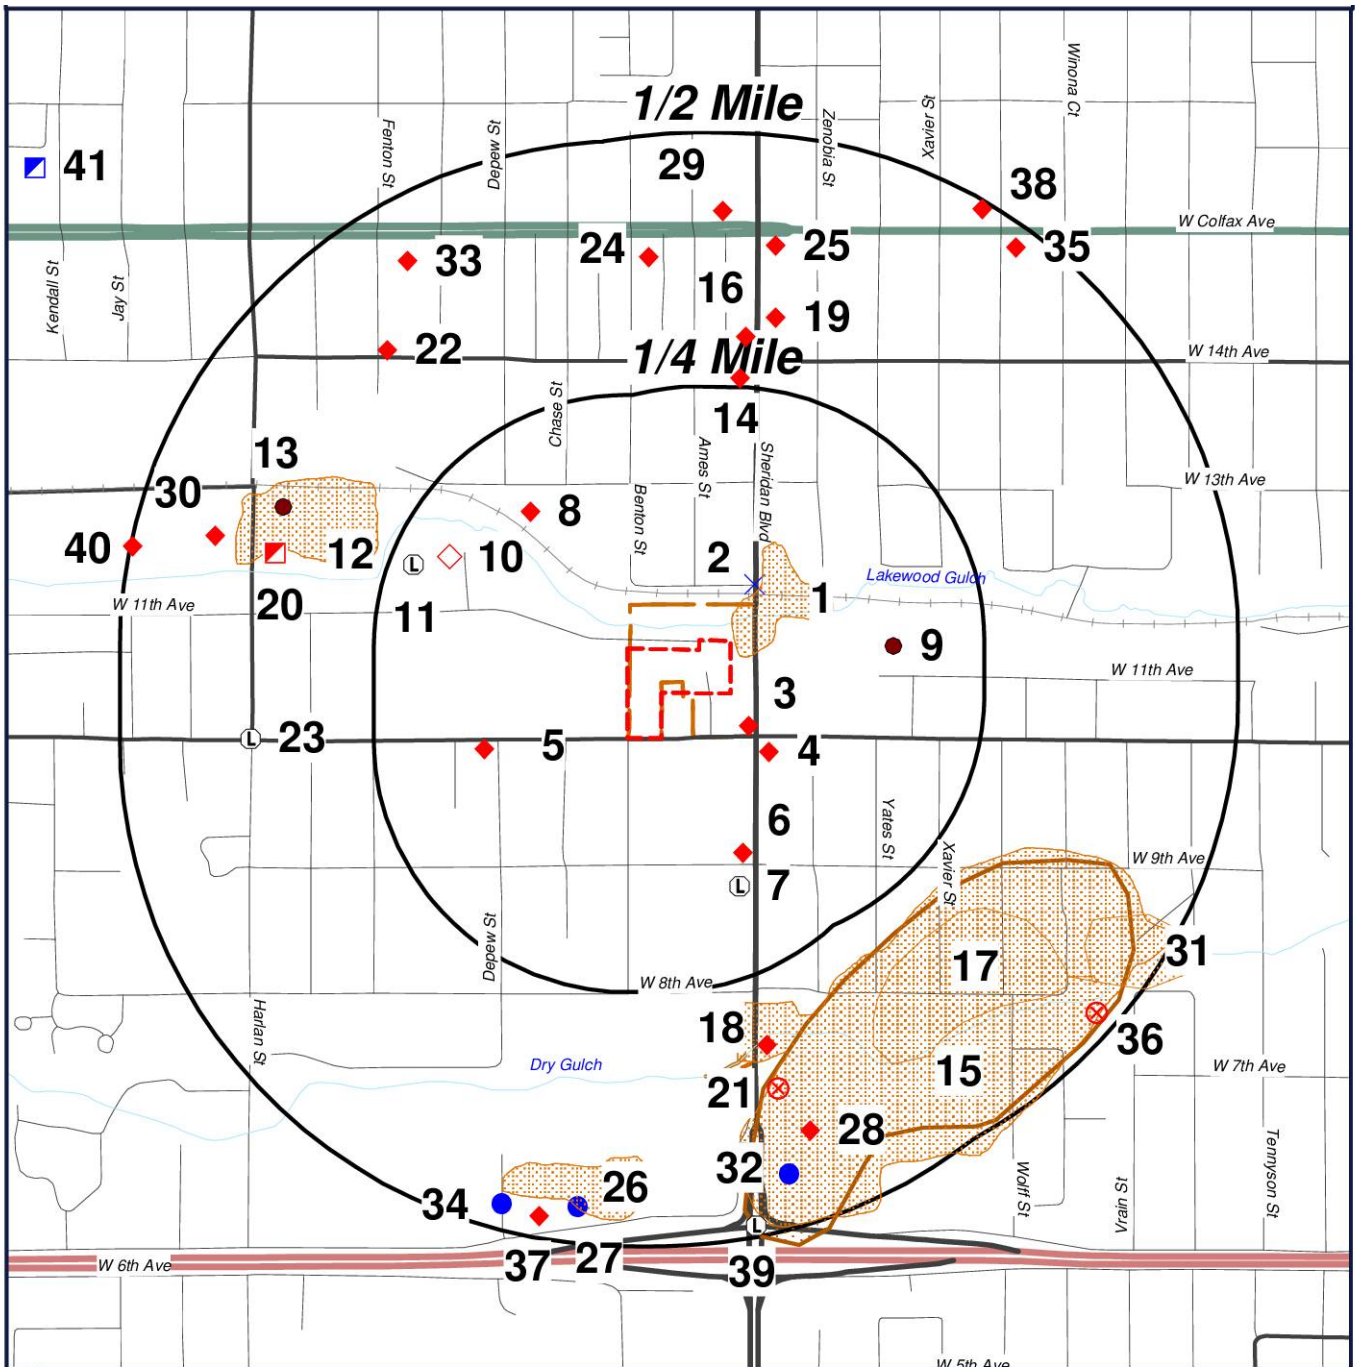 1/2 Mile
Winona Ct
Xavier St
Zenobia St
Fenton St
Depew St
29
41
38
W Colfax Ave
33
24
25
35
Kendall St
Jay St
16
19
22
1/4 Mile
W 14th Ave
Chase St
14
13
Ames St
Sheridan Blvd
30
W 13th Ave
8
Benton St
40
12
L
10
2
Lakewood Gulch
W 11th Ave
20
11
1
9
W 11th Ave
3
L
23
5
4
6
Yates St
W 9th Ave
Xavier St
L
7
Depew St
31
17
W 8th Ave
18
Harlan St
36
Dry Gulch
15
W 7th Ave
21
28
Tennyson St
32
Wolff St
Vrain St
26
34
L
W 6th Ave
37
27
39
W 5th Ave